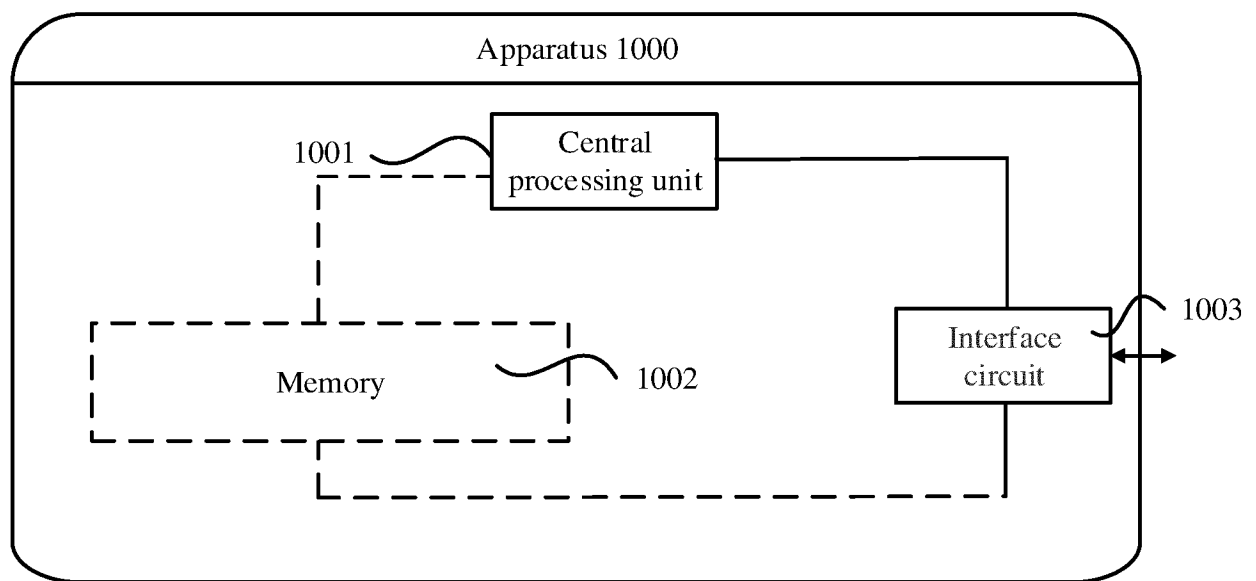 Apparatus 1000
1001
Central
processing unit
1003
Interface
circuit
Memory
1002